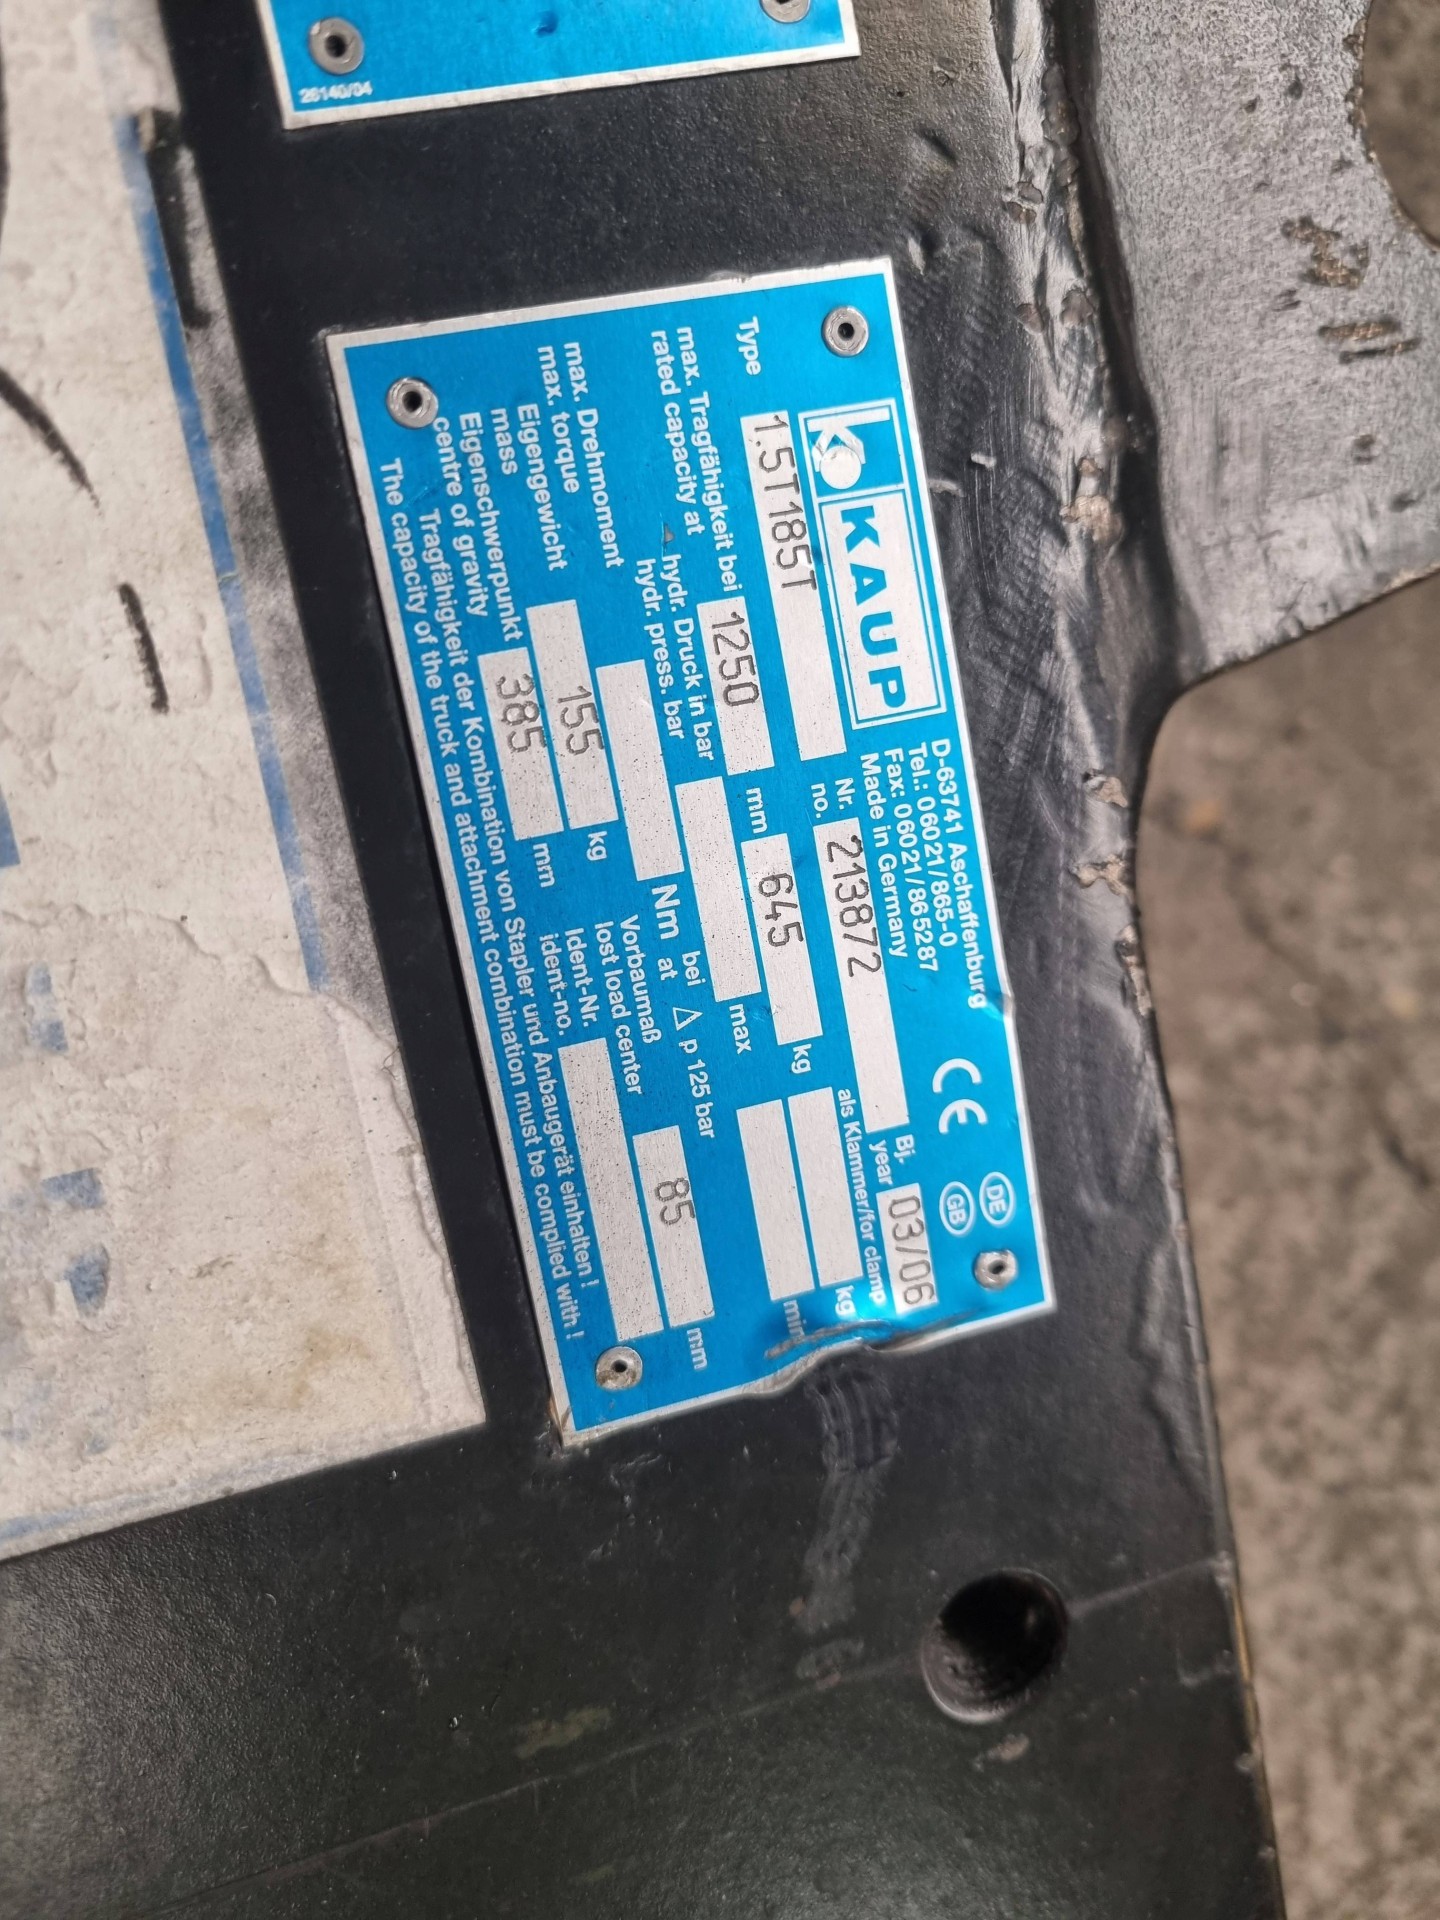 26140/04
KAUP
D-63741 Aschaffenburg
Tel.: 06021/865-0
Fax: 06021/865287
Made in Germany
CE
DE
GB
Type 1.5T185T Nr. no. 213872 Bj. year 03/06
max. Tragfähigkeit bei
rated capacity at 1250 mm 645 kg als Klammer/for clamp kg
hydr. Druck in bar
hydr. press. bar max min
max. Drehmoment
max. torque Nm bei at △ p 125 bar
Eigengewicht
mass 155 kg Vorbaumaß
lost load center 85 mm
Eigenschwerpunkt
centre of gravity 385 mm Ident-Nr.
ident-no.
Tragfähigkeit der Kombination von Stapler und Anbaugerät einhalten!
The capacity of the truck and attachment combination must be complied with!